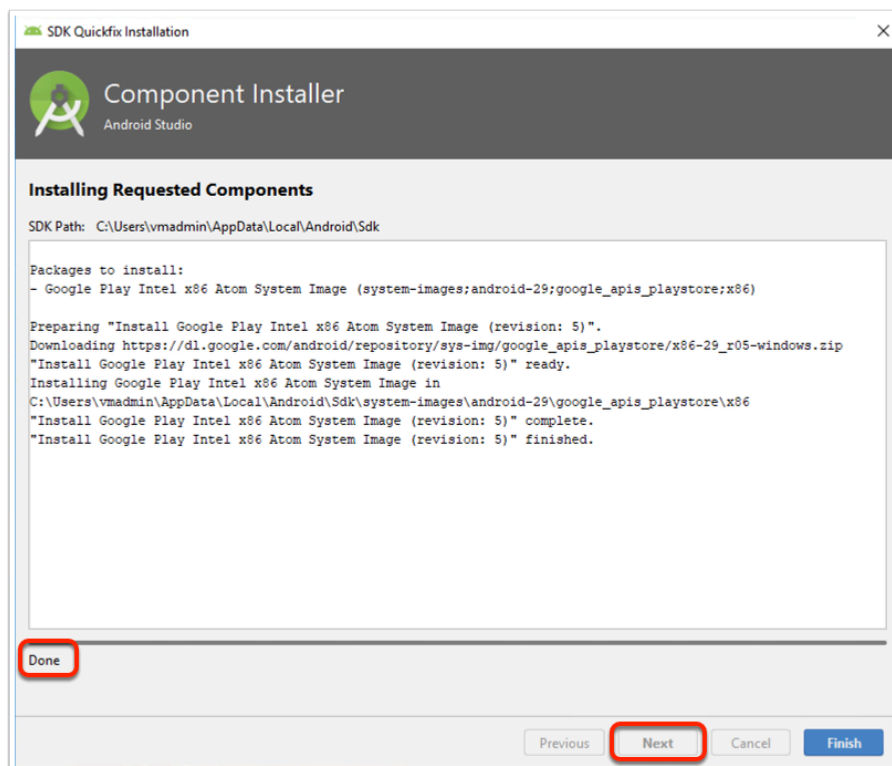 SDK Quickfix Installation
Component Installer
Android Studio
Installing Requested Components
SDK Path: C:\Users\vmadmin\AppData\Local\Android\Sdk
Packages to install:
- Google Play Intel x86 Atom System Image (system-images;android-29;google_apis_playstore;x86)
Preparing "Install Google Play Intel x86 Atom System Image (revision: 5)".
Downloading https://dl.google.com/android/repository/sys-img/google_apis_playstore/x86-29_r05-windows.zip
"Install Google Play Intel x86 Atom System Image (revision: 5)" ready.
Installing Google Play Intel x86 Atom System Image in
C:\Users\vmadmin\AppData\Local\Android\Sdk\system-images\android-29\google_apis_playstore\x86
"Install Google Play Intel x86 Atom System Image (revision: 5)" complete.
"Install Google Play Intel x86 Atom System Image (revision: 5)" finished.
Done
Previous Next Cancel Finish